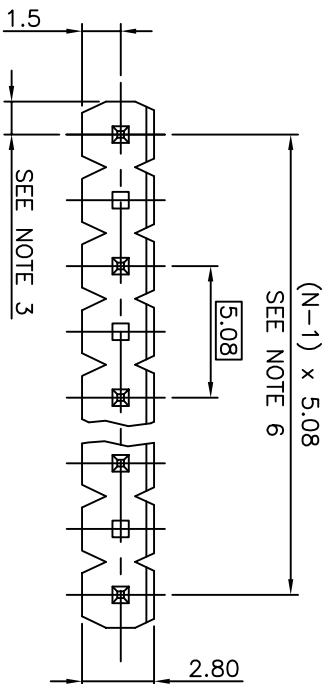 1.5
SEE NOTE 3
5.08
(N-1) x 5.08
SEE NOTE 6
2.80